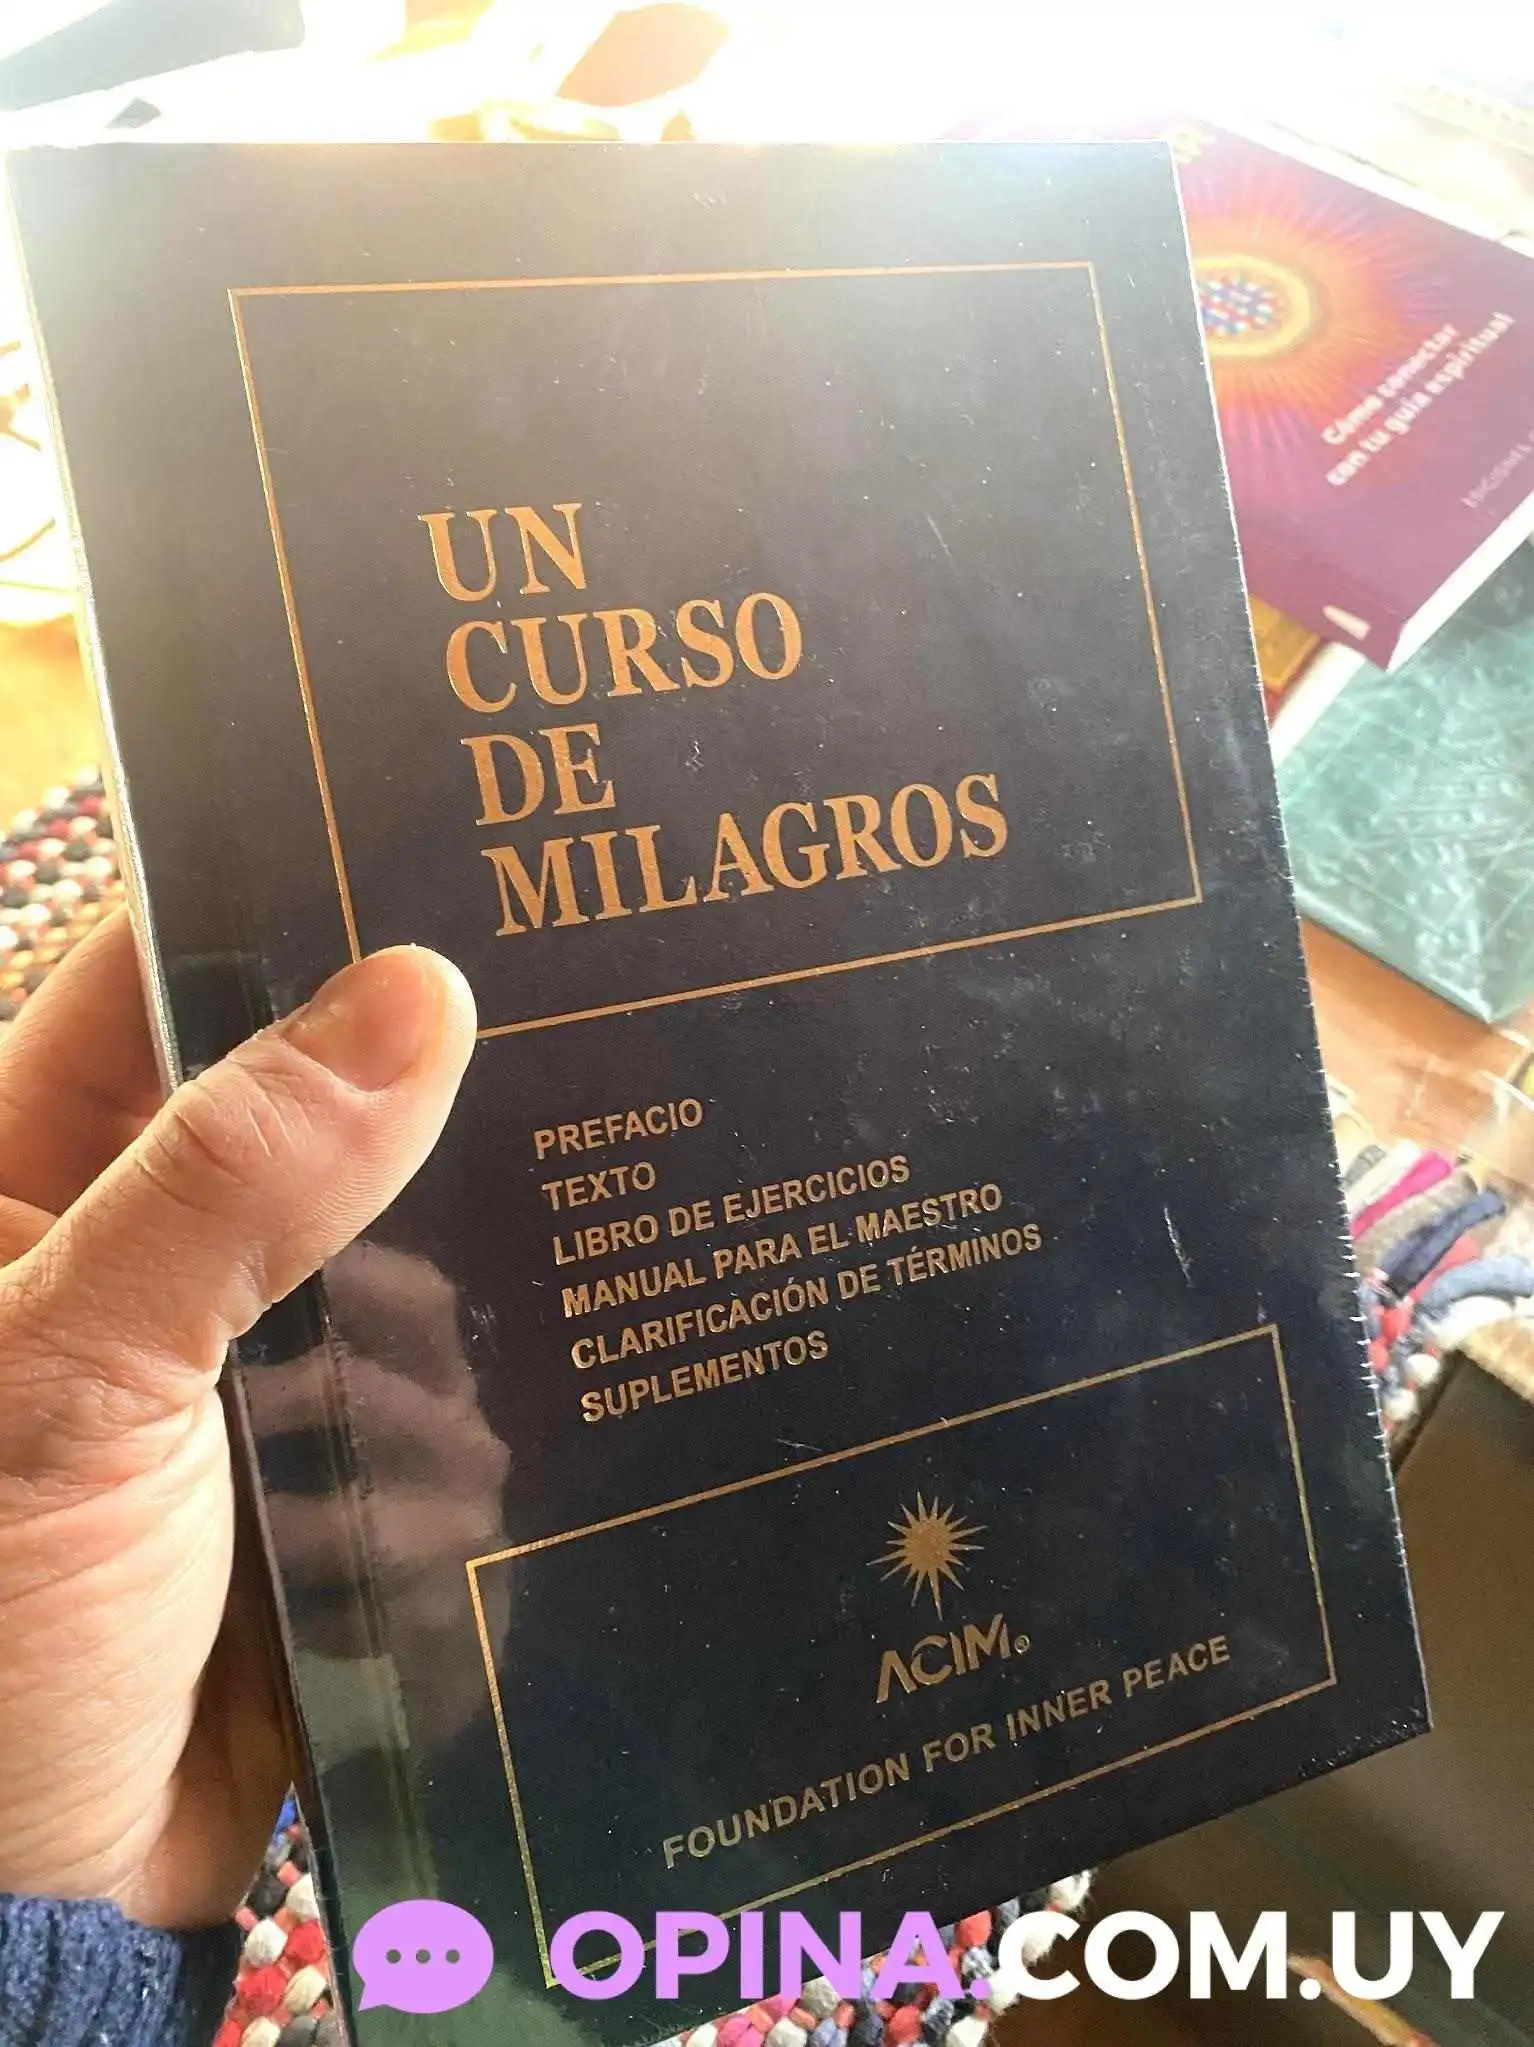 UN
CURSO
DE
MILAGROS
PREFACIO
TEXTO
LIBRO DE EJERCICIOS
MANUAL PARA EL MAESTRO
CLARIFICACIÓN DE TÉRMINOS
SUPLEMENTOS
ACIM®
FOUNDATION FOR INNER PEACE
Cómo conectar
con tu guía espiritual
EDICIONES
OPINA.COM.UY